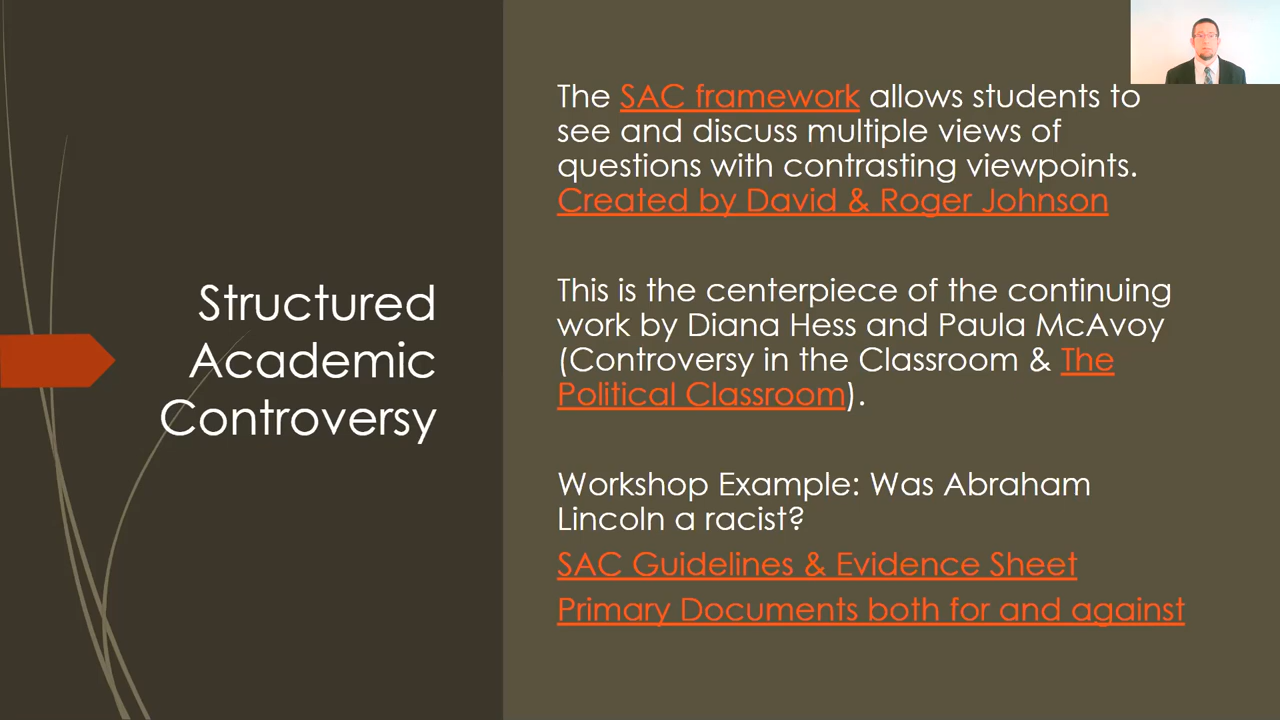 Structured
Academic
Controversy
The SAC framework allows students to
see and discuss multiple views of
questions with contrasting viewpoints.
Created by David & Roger Johnson
This is the centerpiece of the continuing
work by Diana Hess and Paula McAvoy
(Controversy in the Classroom & The
Political Classroom).
Workshop Example: Was Abraham
Lincoln a racist?
SAC Guidelines & Evidence Sheet
Primary Documents both for and against